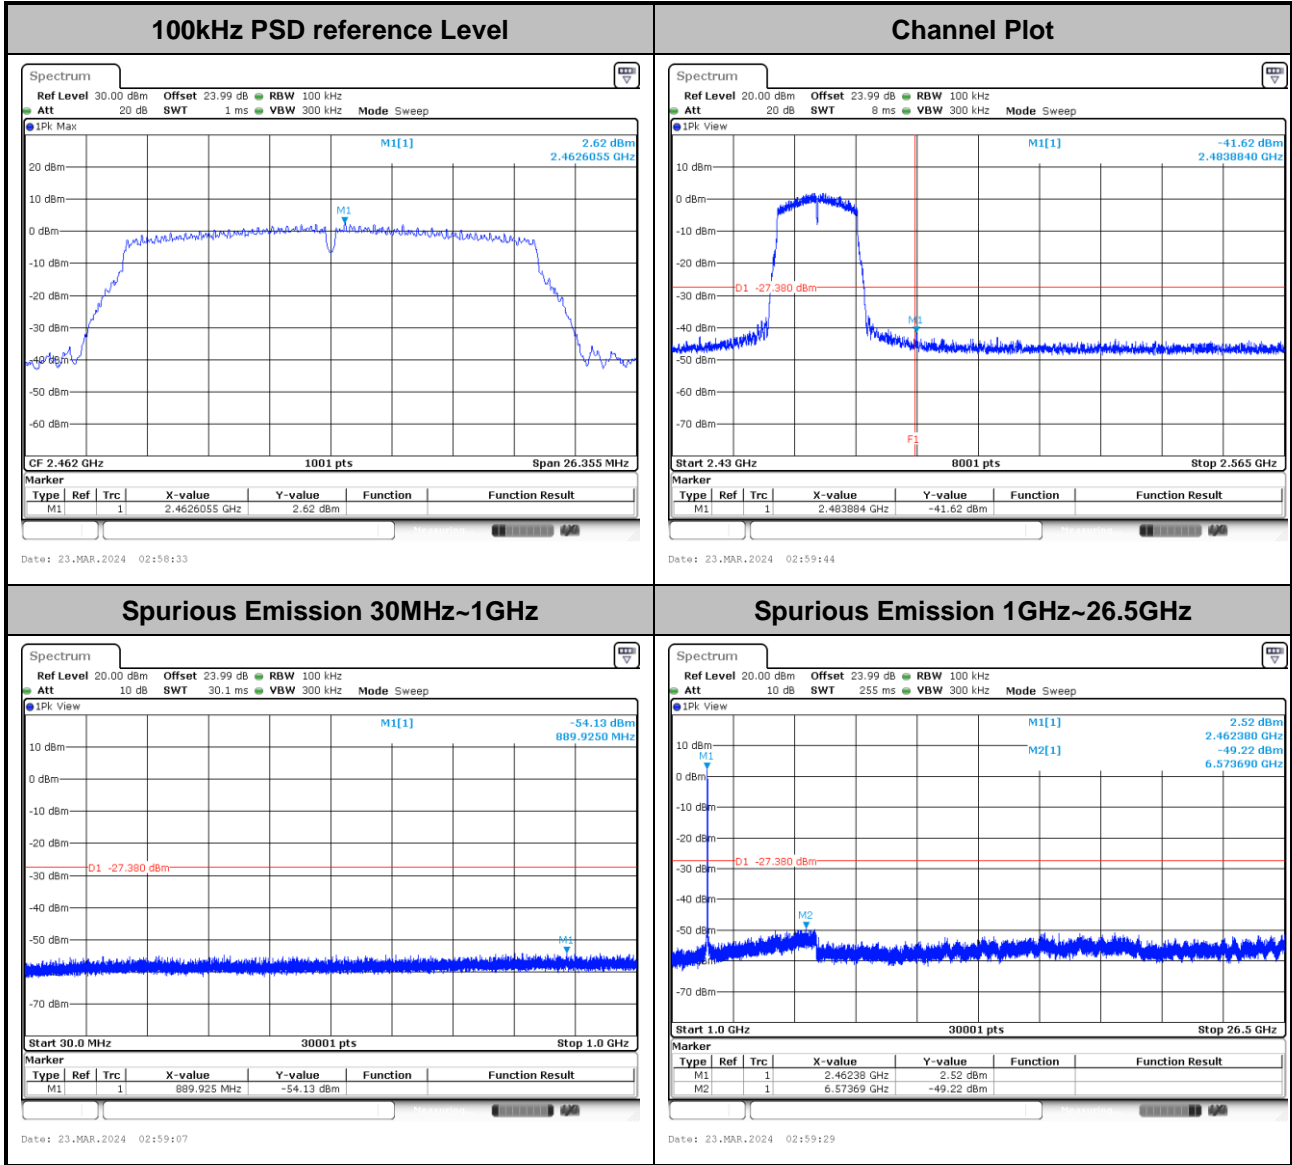 100kHz PSD reference Level
Spectrum
Ref Level 30.00 dBm Offset 23.99 dB RBW 100 kHz
Att 20 dB SWT 1 ms VBW 300 kHz Mode Sweep
1Pk Max
M1[1] 2.62 dBm
2.4626055 GHz
20 dBm
10 dBm
M1
0 dBm
-10 dBm
-20 dBm
-30 dBm
-40 dBm
-50 dBm
-60 dBm
CF 2.462 GHz 1001 pts Span 26.355 MHz
Marker
Type Ref Trc X-value Y-value Function Function Result
M1 1 2.4626055 GHz 2.62 dBm
Date: 23.MAR.2024 02:58:33
Channel Plot
Spectrum
Ref Level 20.00 dBm Offset 23.99 dB RBW 100 kHz
Att 20 dB SWT 8 ms VBW 300 kHz Mode Sweep
1Pk View
M1[1] -41.62 dBm
2.4838840 GHz
10 dBm
0 dBm
-10 dBm
-20 dBm
D1 -27.380 dBm
-30 dBm
M1
-40 dBm
-50 dBm
-60 dBm
-70 dBm
F1
Start 2.43 GHz 8001 pts Stop 2.565 GHz
Marker
Type Ref Trc X-value Y-value Function Function Result
M1 1 2.483884 GHz -41.62 dBm
Date: 23.MAR.2024 02:59:44
Spurious Emission 30MHz~1GHz
Spectrum
Ref Level 20.00 dBm Offset 23.99 dB RBW 100 kHz
Att 10 dB SWT 30.1 ms VBW 300 kHz Mode Sweep
1Pk View
M1[1] -54.13 dBm
889.9250 MHz
10 dBm
0 dBm
-10 dBm
-20 dBm
D1 -27.380 dBm
-30 dBm
-40 dBm
-50 dBm
M1
-70 dBm
Start 30.0 MHz 30001 pts Stop 1.0 GHz
Marker
Type Ref Trc X-value Y-value Function Function Result
M1 1 889.925 MHz -54.13 dBm
Date: 23.MAR.2024 02:59:07
Spurious Emission 1GHz~26.5GHz
Spectrum
Ref Level 20.00 dBm Offset 23.99 dB RBW 100 kHz
Att 10 dB SWT 255 ms VBW 300 kHz Mode Sweep
1Pk View
M1[1] 2.52 dBm
2.462380 GHz
M2[1] -49.22 dBm
6.573690 GHz
10 dBm
M1
0 dBm
-10 dBm
-20 dBm
D1 -27.380 dBm
-30 dBm
-40 dBm
M2
-50 dBm
-70 dBm
Start 1.0 GHz 30001 pts Stop 26.5 GHz
Marker
Type Ref Trc X-value Y-value Function Function Result
M1 1 2.46238 GHz 2.52 dBm
M2 1 6.57369 GHz -49.22 dBm
Date: 23.MAR.2024 02:59:29